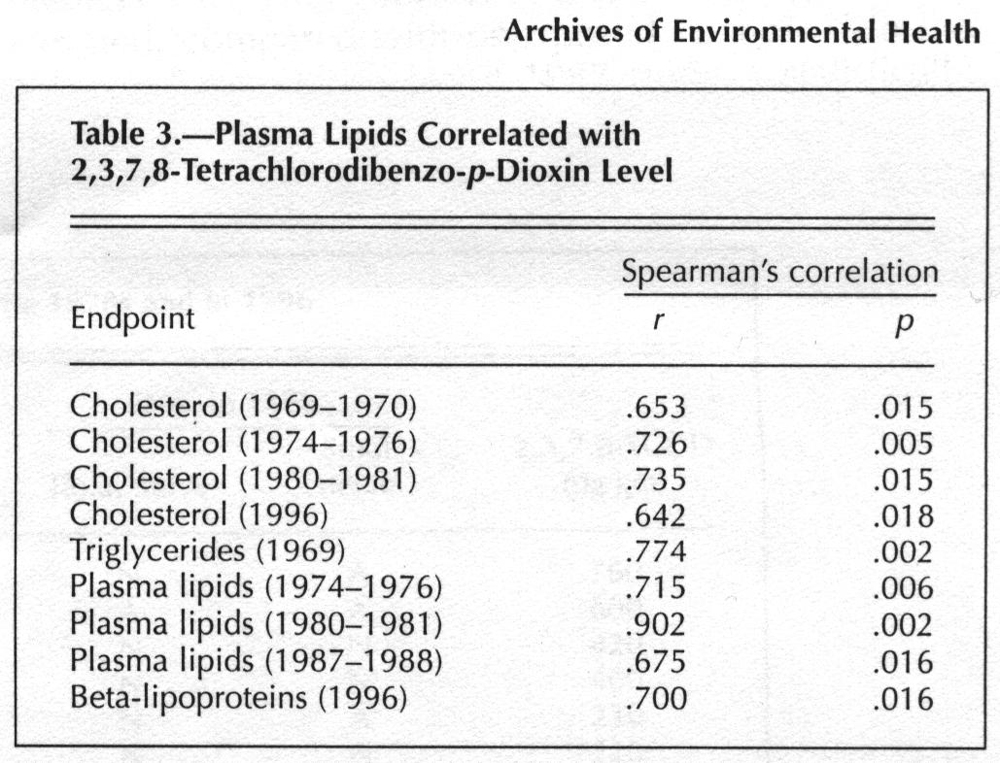 Archives of Environmental Health
Table 3.—Plasma Lipids Correlated with
2,3,7,8-Tetrachlorodibenzo-p-Dioxin Level
Spearman's correlation
Endpoint r p
Cholesterol (1969–1970) .653 .015
Cholesterol (1974–1976) .726 .005
Cholesterol (1980–1981) .735 .015
Cholesterol (1996) .642 .018
Triglycerides (1969) .774 .002
Plasma lipids (1974–1976) .715 .006
Plasma lipids (1980–1981) .902 .002
Plasma lipids (1987–1988) .675 .016
Beta-lipoproteins (1996) .700 .016